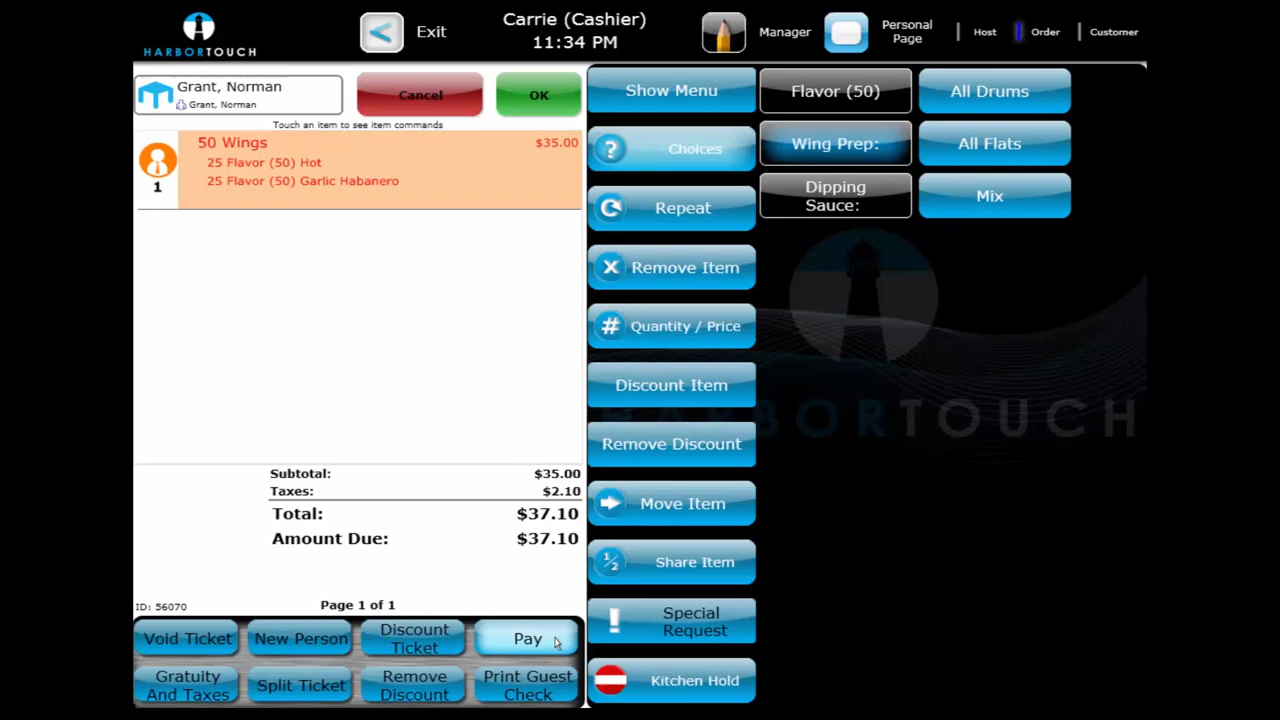 HARBORTOUCH
Exit
Carrie (Cashier)
11:34 PM
Manager
Personal
Page
Host
Order
Customer
Grant, Norman
Grant, Norman
Cancel
OK
Touch an item to see item commands
50 Wings $35.00
25 Flavor (50) Hot
25 Flavor (50) Garlic Habanero
1
Subtotal: $35.00
Taxes: $2.10
Total: $37.10
Amount Due: $37.10
ID: 56070
Page 1 of 1
Void Ticket
New Person
Discount
Ticket
Pay
Gratuity
And Taxes
Split Ticket
Remove
Discount
Print Guest
Check
Show Menu
? Choices
Repeat
X Remove Item
# Quantity / Price
Discount Item
Remove Discount
Move Item
1/2 Share Item
! Special
Request
Kitchen Hold
Flavor (50)
Wing Prep:
Dipping
Sauce:
All Drums
All Flats
Mix
HARBORTOUCH